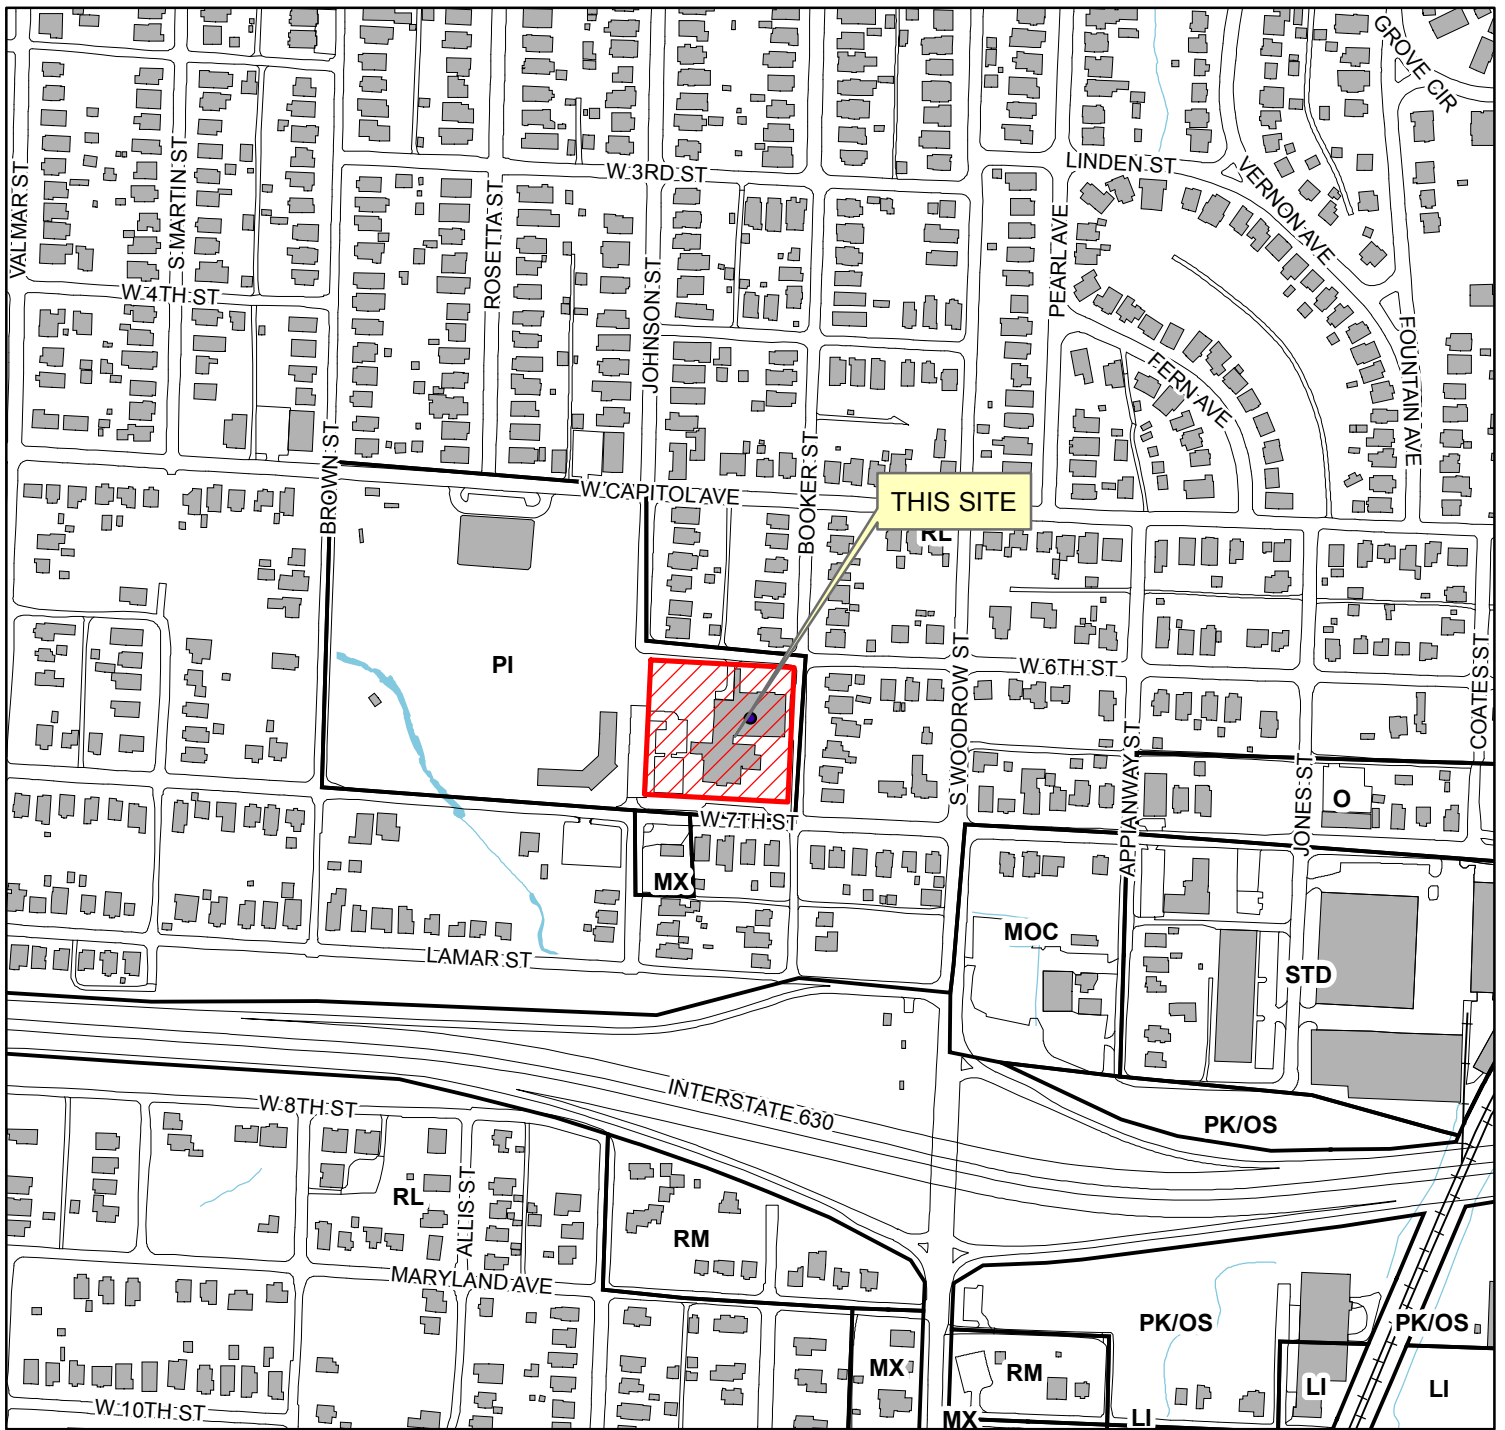 GROVE CIR
W 3RD ST
LINDEN ST
VERNON AVE
VALMAR ST
S MARTIN ST
ROSETTA ST
JOHNSON ST
PEARL AVE
W 4TH ST
FOUNTAIN AVE
FERN AVE
BROWN ST
BOOKER ST
W CAPITOL AVE
THIS SITE
RL
PI
S WOODROW ST
W 6TH ST
COATES ST
APPIANWAY ST
JONES ST
O
W 7TH ST
MX
MOC
LAMAR ST
STD
INTERSTATE 630
W 8TH ST
PK/OS
RL
ALLIS ST
RM
MARYLAND AVE
PK/OS
PK/OS
MX
RM
LI
LI
W 10TH ST
MX
LI